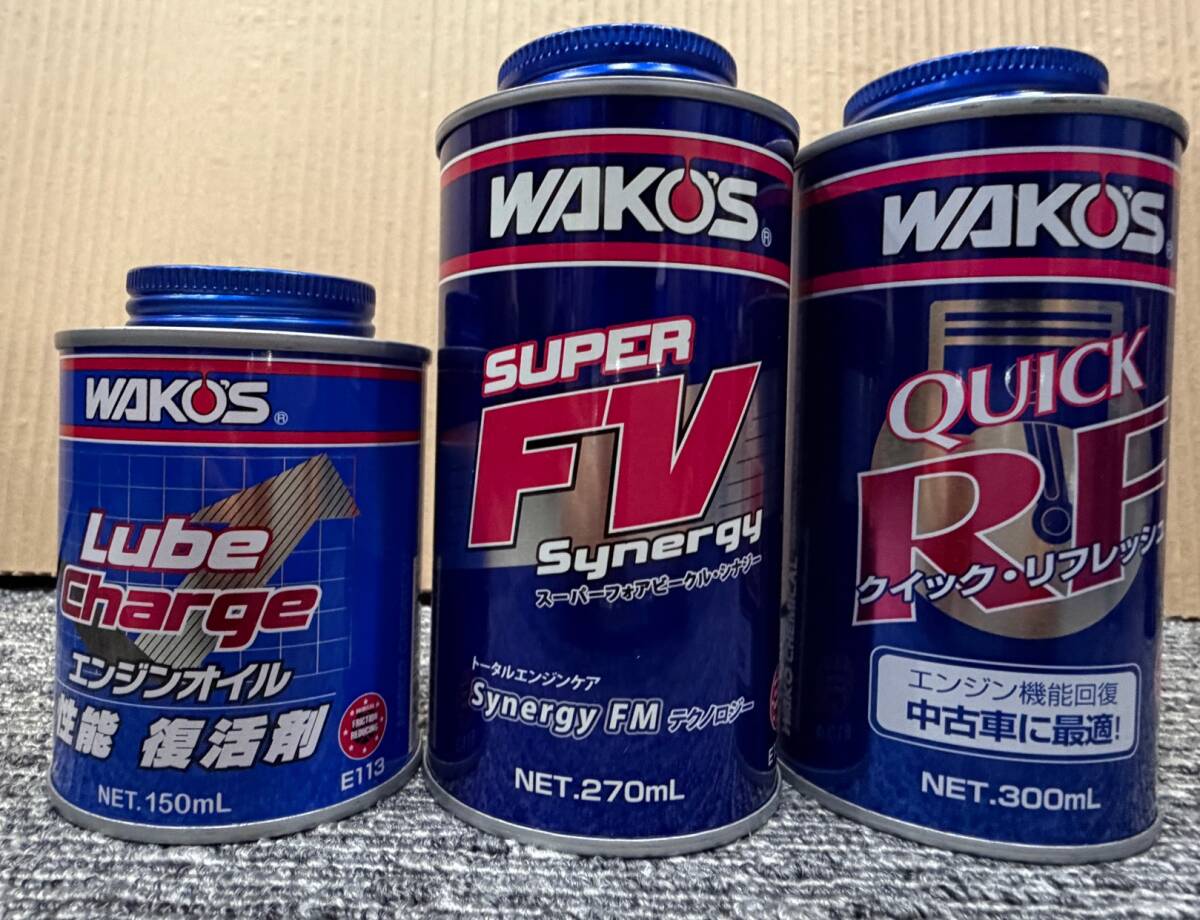 WAKO'S®
Lube
Charge
エンジンオイル
性能 復活剤
FRICTION
REDUCING
E113
NET.150mL
WAKO'S®
SUPER
FV
Synergy
スーパーフォアビークル・シナジー
トータルエンジンケア
Synergy FM テクノロジー
NET.270mL
WAKO'S®
QUICK
RF
クイック・リフレッシュ
エンジン機能回復
中古車に最適!
NET.300mL